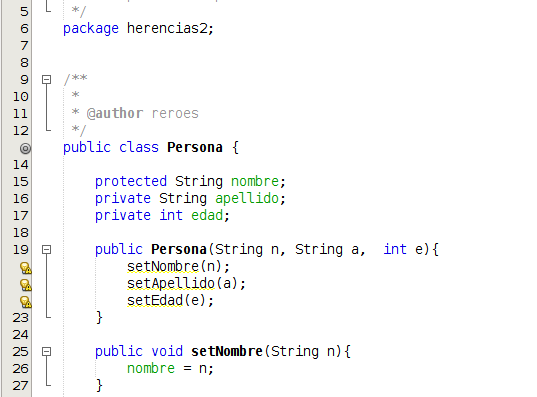 5 */
6 package herencias2;
7
8
9 /**
10 *
11 * @author reroes
12 */
public class Persona {
14
15 protected String nombre;
16 private String apellido;
17 private int edad;
18
19 public Persona(String n, String a,  int e){
setNombre(n);
setApellido(a);
setEdad(e);
23 }
24
25 public void setNombre(String n){
26 nombre = n;
27 }